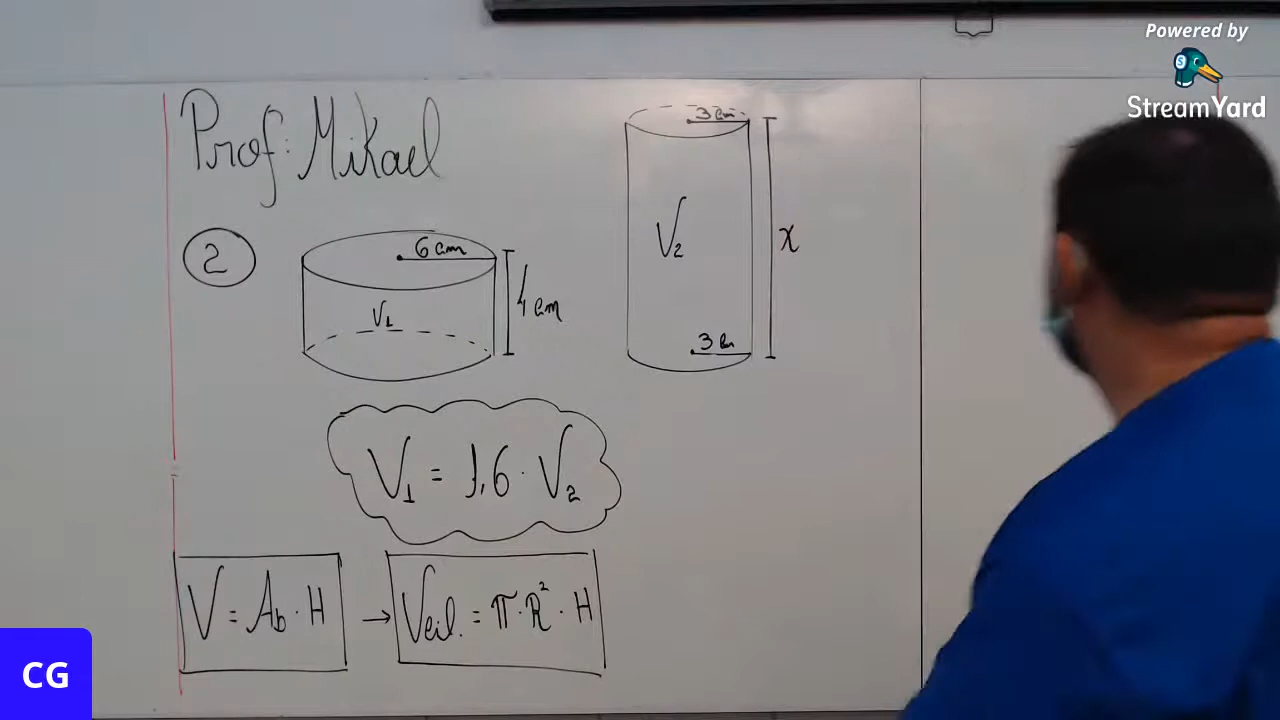 Powered by
StreamYard
Prof: Mikael
3 cm
2
6 cm
V₁
4 cm
V₂
x
3 cm
V₁ = 1,6 · V₂
V = Ab · H → Vcil. = π · R² · H
CG